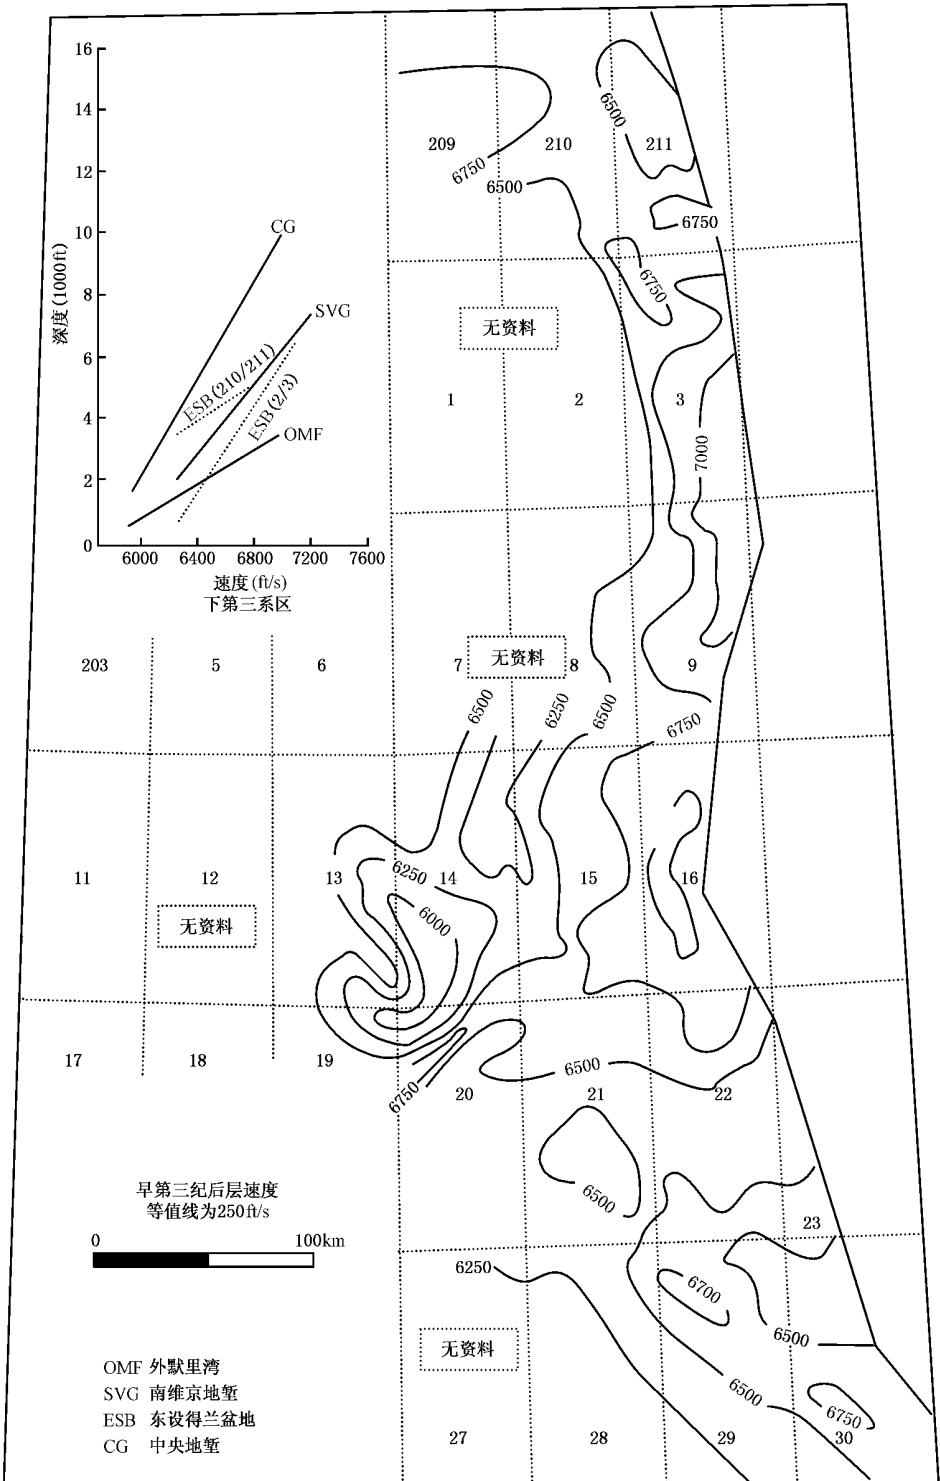 16
14
12
10
8
6
4
2
0
深度(1000ft)
CG
SVG
ESB(210/211)
ESB(2/3)
OMF
6000 6400 6800 7200 7600
速度(ft/s)
下第三系区
209 210 211
6500
6750
6500
6750
6750
无资料
1 2 3
7000
203 5 6 7 无资料 8 9
6500 6250 6500 6750
11 12 13 14 15 16
6250
6000
无资料
17 18 19
20 21 22
6750
6500
6500
23
早第三纪后层速度
等值线为250ft/s
0 100km
6250
6700
6500
无资料
6500
6750
OMF 外默里湾
SVG 南维京地堑
ESB 东设得兰盆地
CG 中央地堑
27 28 29 30